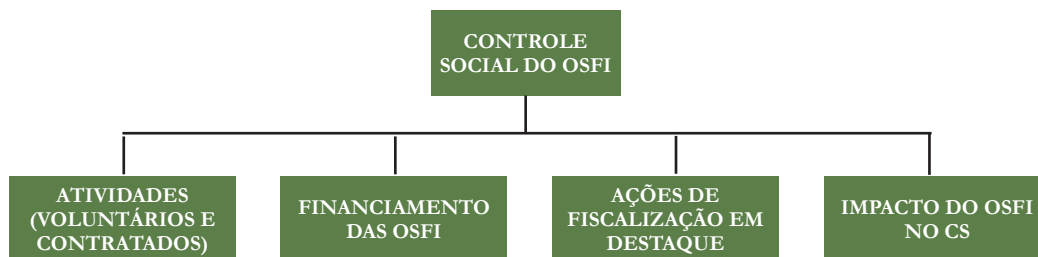 CONTROLE
SOCIAL DO OSFI
ATIVIDADES
(VOLUNTÁRIOS E
CONTRATADOS)
FINANCIAMENTO
DAS OSFI
AÇÕES DE
FISCALIZAÇÃO EM
DESTAQUE
IMPACTO DO OSFI
NO CS